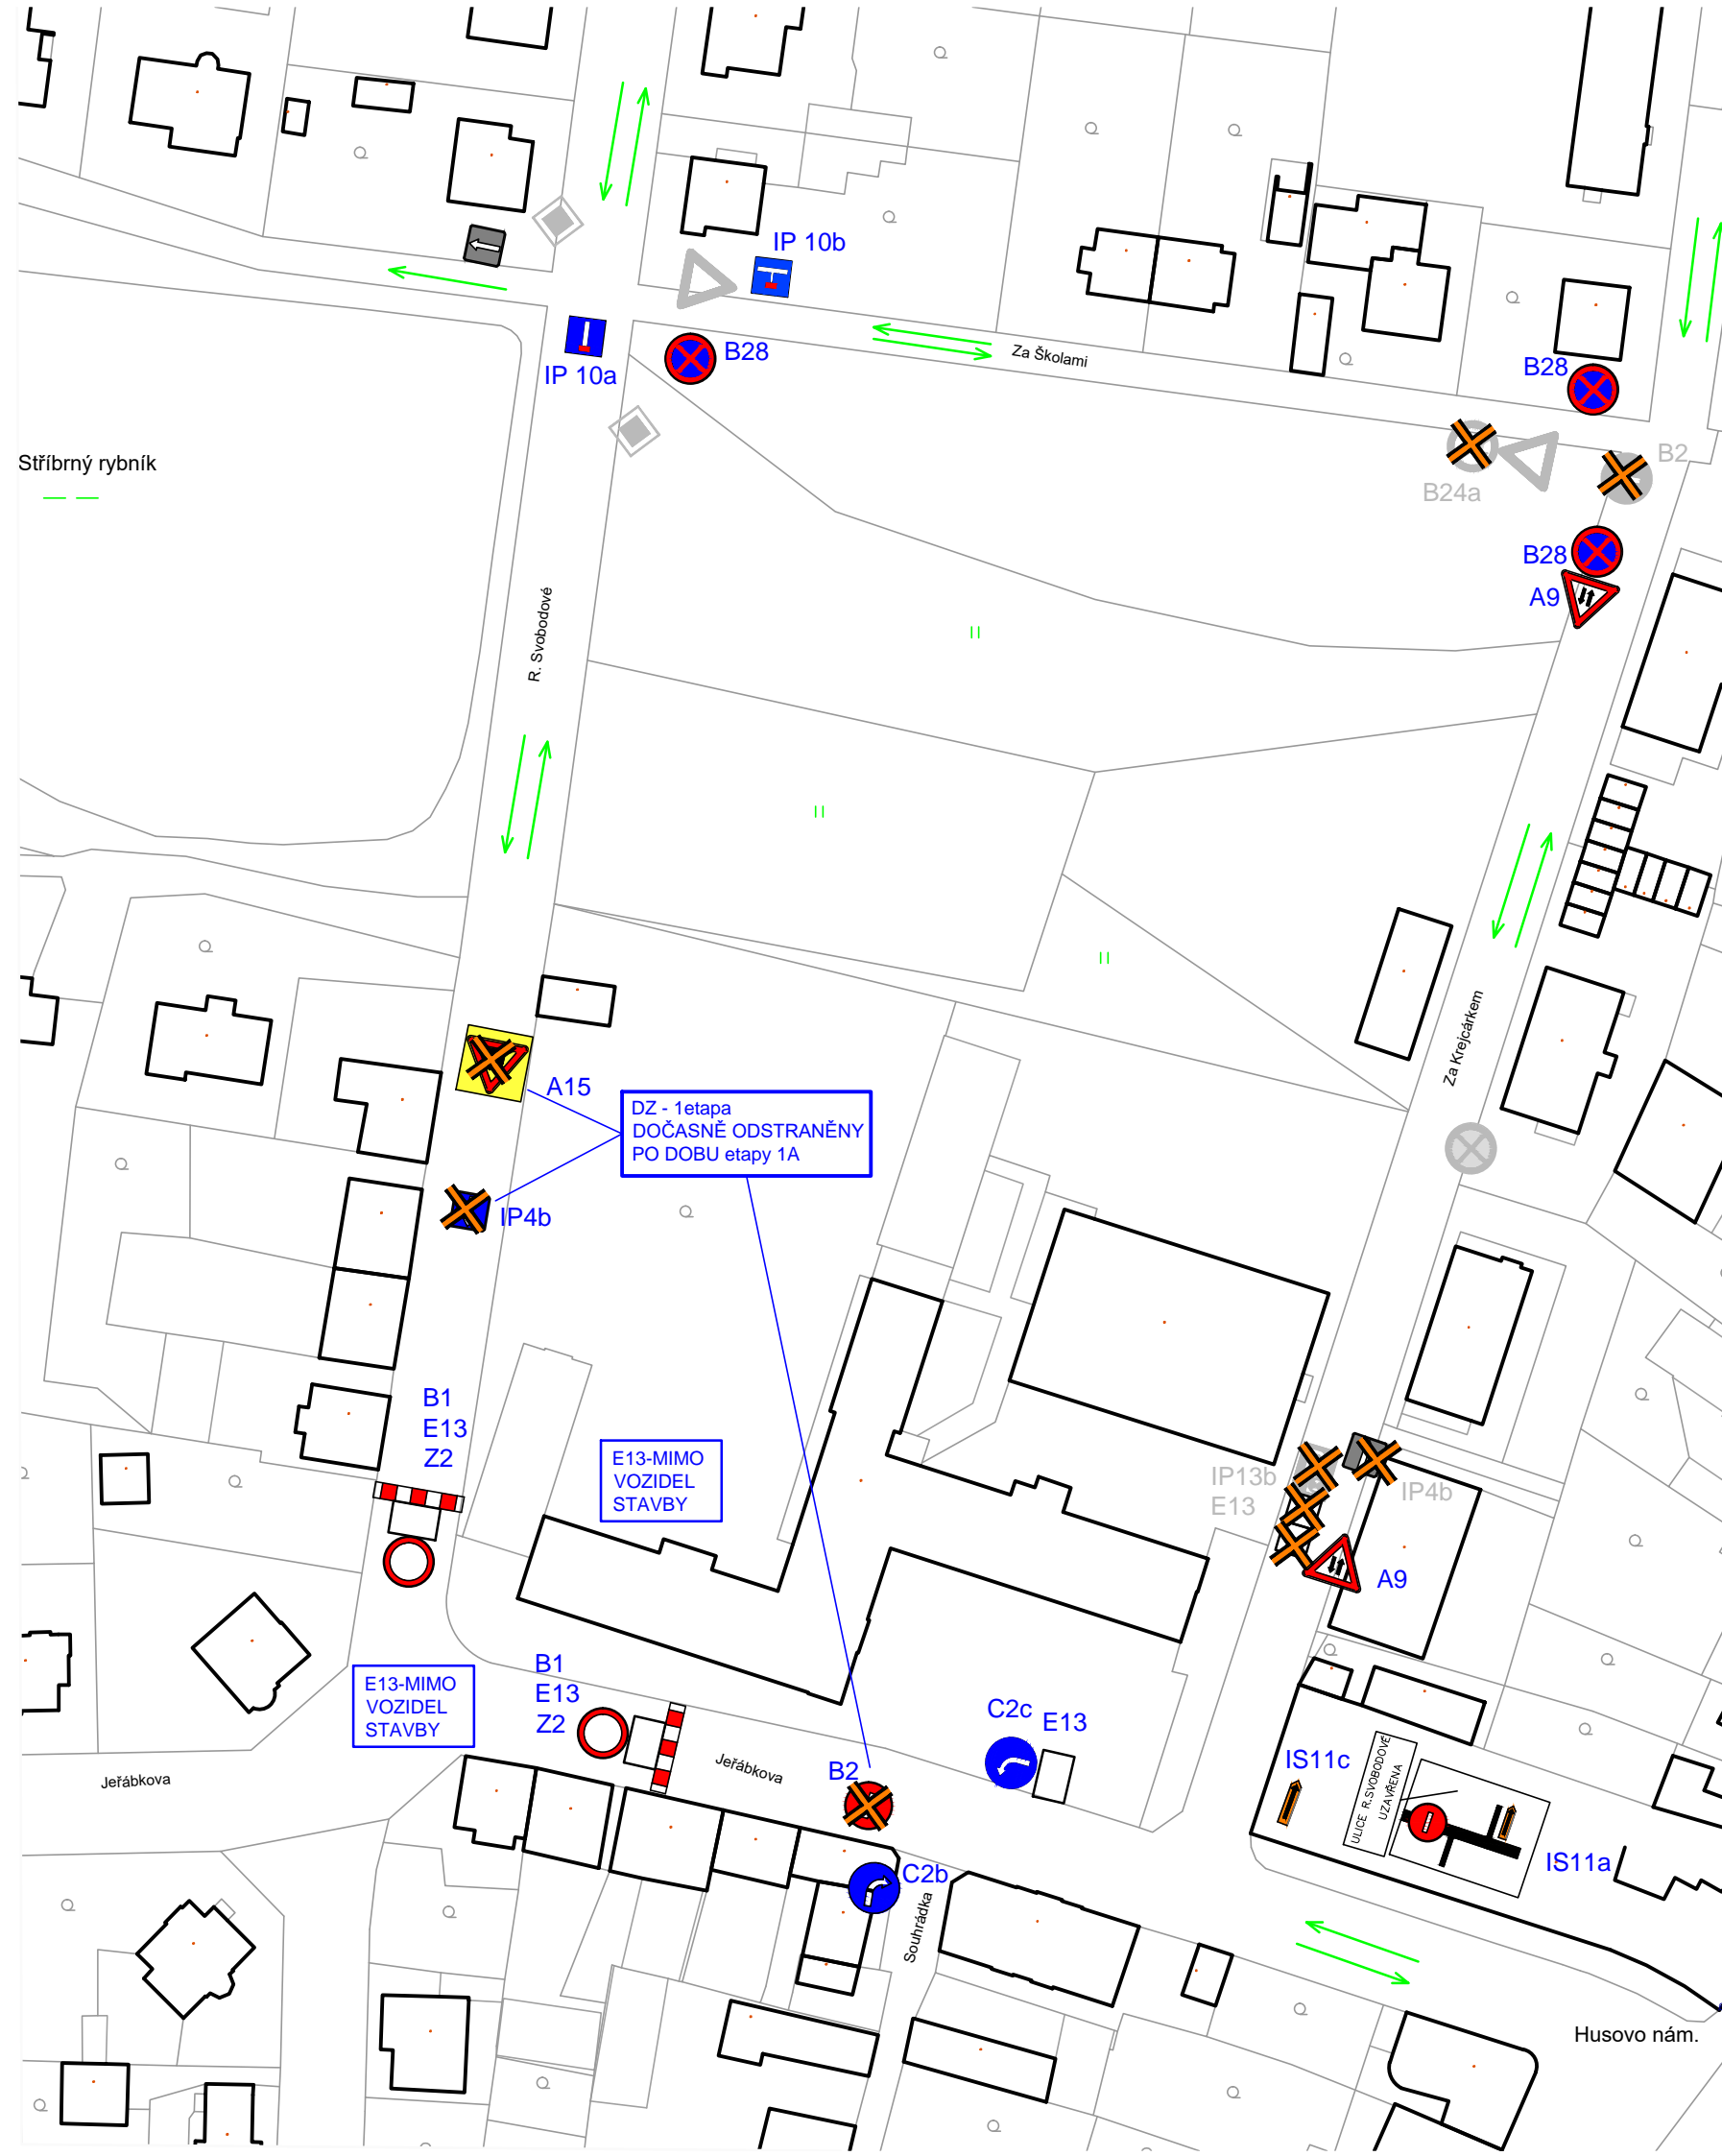 IP 10b
IP 10a
B28
Za Školami
B28
B2
B24a
Stříbrný rybník
B28
A9
R. Svobodové
Za Krejcárkem
A15
DZ - 1etapa
DOČASNĚ ODSTRANĚNY
PO DOBU etapy 1A
IP4b
B1
E13
Z2
E13-MIMO
VOZIDEL
STAVBY
IP13b
E13
IP4b
A9
E13-MIMO
VOZIDEL
STAVBY
B1
E13
Z2
Jeřábkova
Jeřábkova
B2
C2c
E13
C2b
Souhrádka
IS11c
ULICE R.SVOBODOVÉ
UZAVŘENA
IS11a
Husovo nám.